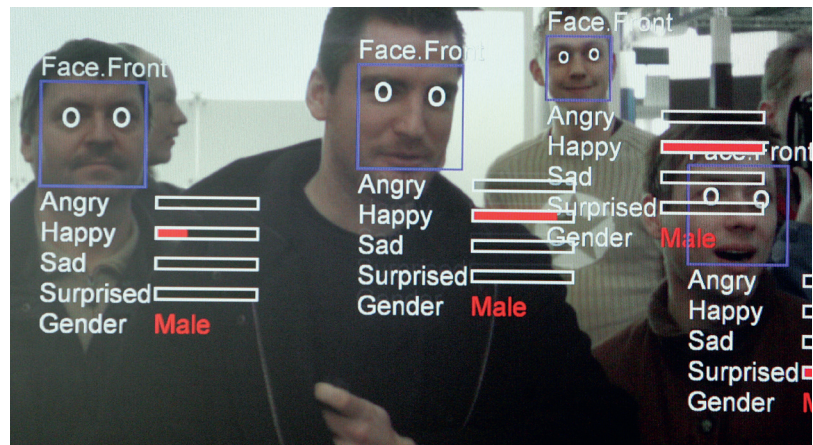 Face.Front
Angry
Happy
Sad
Surprised
Gender Male
Face.Front
Angry
Happy
Sad
Surprised
Gender Male
Face.Front
Angry
Happy
Sad
Surprised
Gender Male
Face.Front
Angry
Happy
Sad
Surprised
Gender